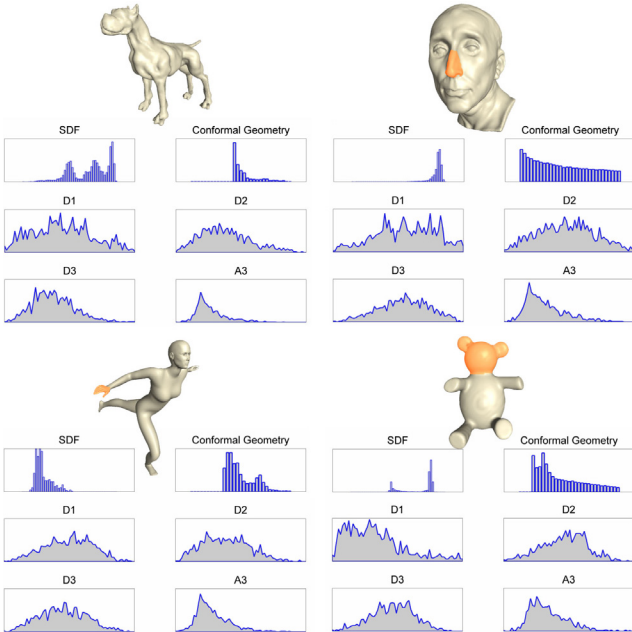 SDF
Conformal Geometry
D1
D2
D3
A3
SDF
Conformal Geometry
D1
D2
D3
A3
SDF
Conformal Geometry
D1
D2
D3
A3
SDF
Conformal Geometry
D1
D2
D3
A3